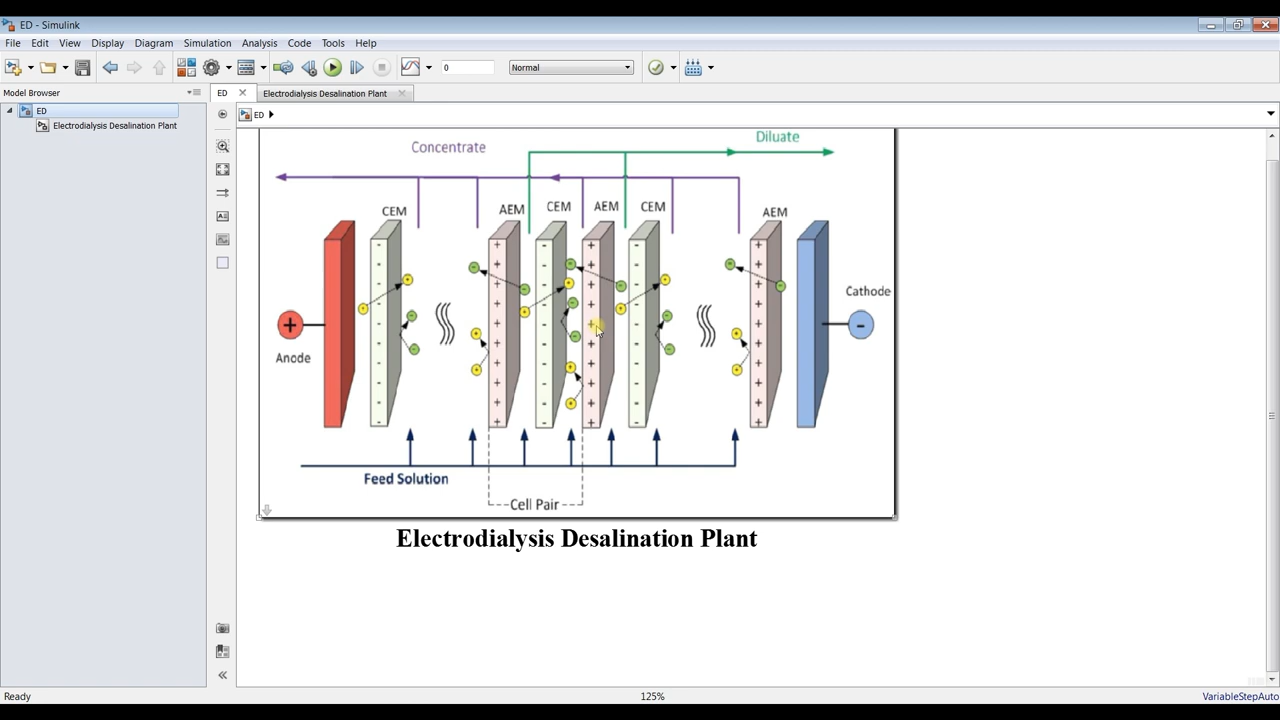 ED - Simulink
File Edit View Display Diagram Simulation Analysis Code Tools Help
0 Normal
Model Browser
ED Electrodialysis Desalination Plant
ED
ED
Electrodialysis Desalination Plant
Concentrate
Diluate
CEM AEM CEM AEM CEM AEM
Anode
Cathode
Feed Solution
Cell Pair
Electrodialysis Desalination Plant
Ready 125% VariableStepAuto